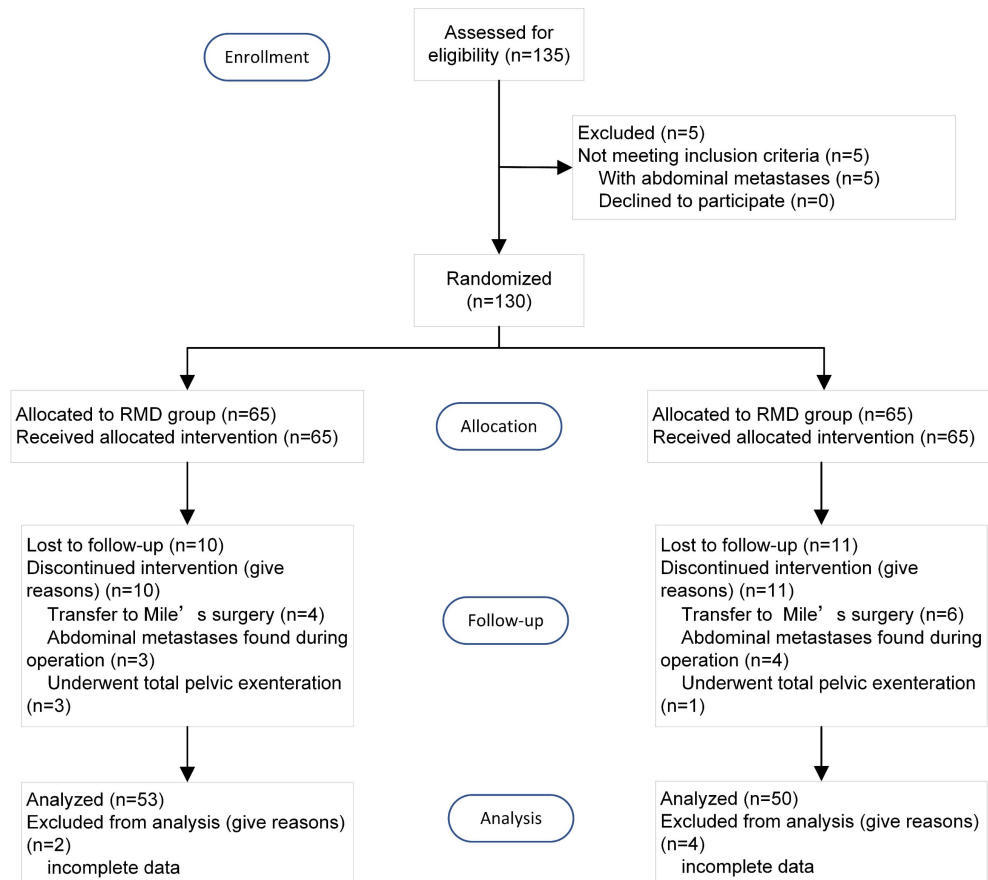 Enrollment
Assessed for
eligibility (n=135)
Excluded (n=5)
Not meeting inclusion criteria (n=5)
With abdominal metastases (n=5)
Declined to participate (n=0)
Randomized
(n=130)
Allocated to RMD group (n=65)
Received allocated intervention (n=65)
Allocation
Allocated to RMD group (n=65)
Received allocated intervention (n=65)
Lost to follow-up (n=10)
Discontinued intervention (give
reasons) (n=10)
Transfer to Mile’s surgery (n=4)
Abdominal metastases found during
operation (n=3)
Underwent total pelvic exenteration
(n=3)
Follow-up
Lost to follow-up (n=11)
Discontinued intervention (give
reasons) (n=11)
Transfer to Mile’s surgery (n=6)
Abdominal metastases found during
operation (n=4)
Underwent total pelvic exenteration
(n=1)
Analyzed (n=53)
Excluded from analysis (give reasons)
(n=2)
incomplete data
Analysis
Analyzed (n=50)
Excluded from analysis (give reasons)
(n=4)
incomplete data